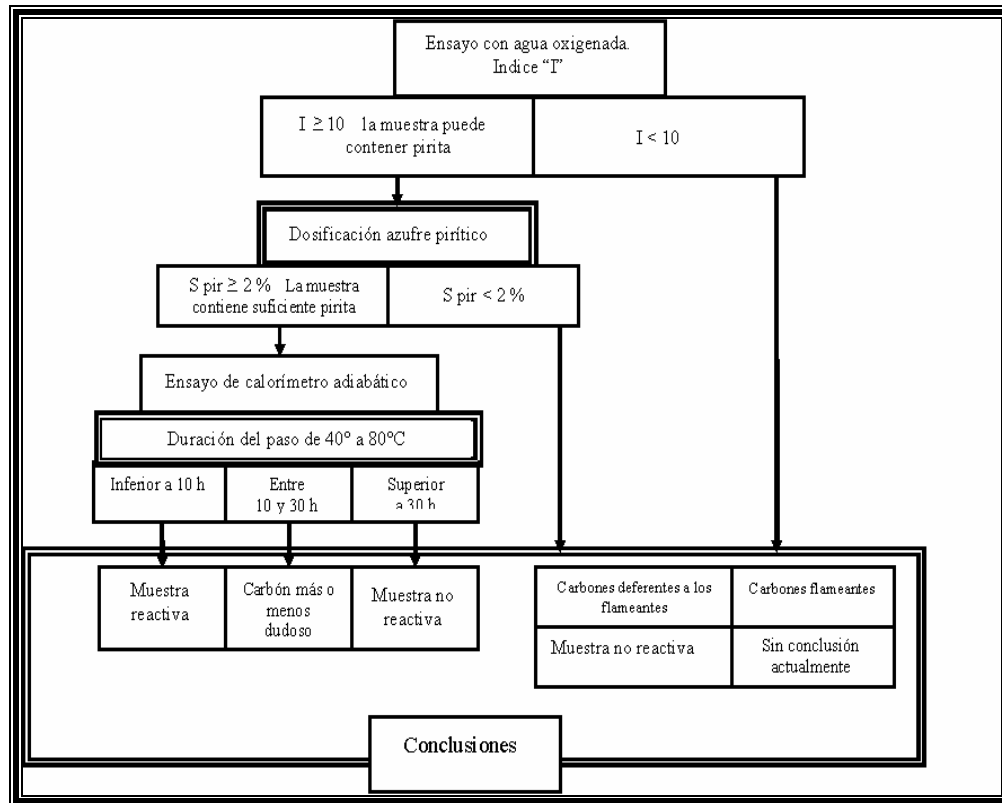 Ensayo con agua oxigenada.
Indice “I”
I ≥ 10 la muestra puede
contener pirita
I < 10
Dosificación azufre pirítico
S pir ≥ 2 % La muestra
contiene suficiente pirita
S pir < 2 %
Ensayo de calorímetro adiabático
Duración del paso de 40º a 80ºC
Inferior a 10 h
Entre
10 y 30 h
Superior
a 30 h
Muestra
reactiva
Carbón más o
menos
dudoso
Muestra no
reactiva
Carbones deferentes a los
flameantes
Carbones flameantes
Muestra no reactiva
Sin conclusión
actualmente
Conclusiones